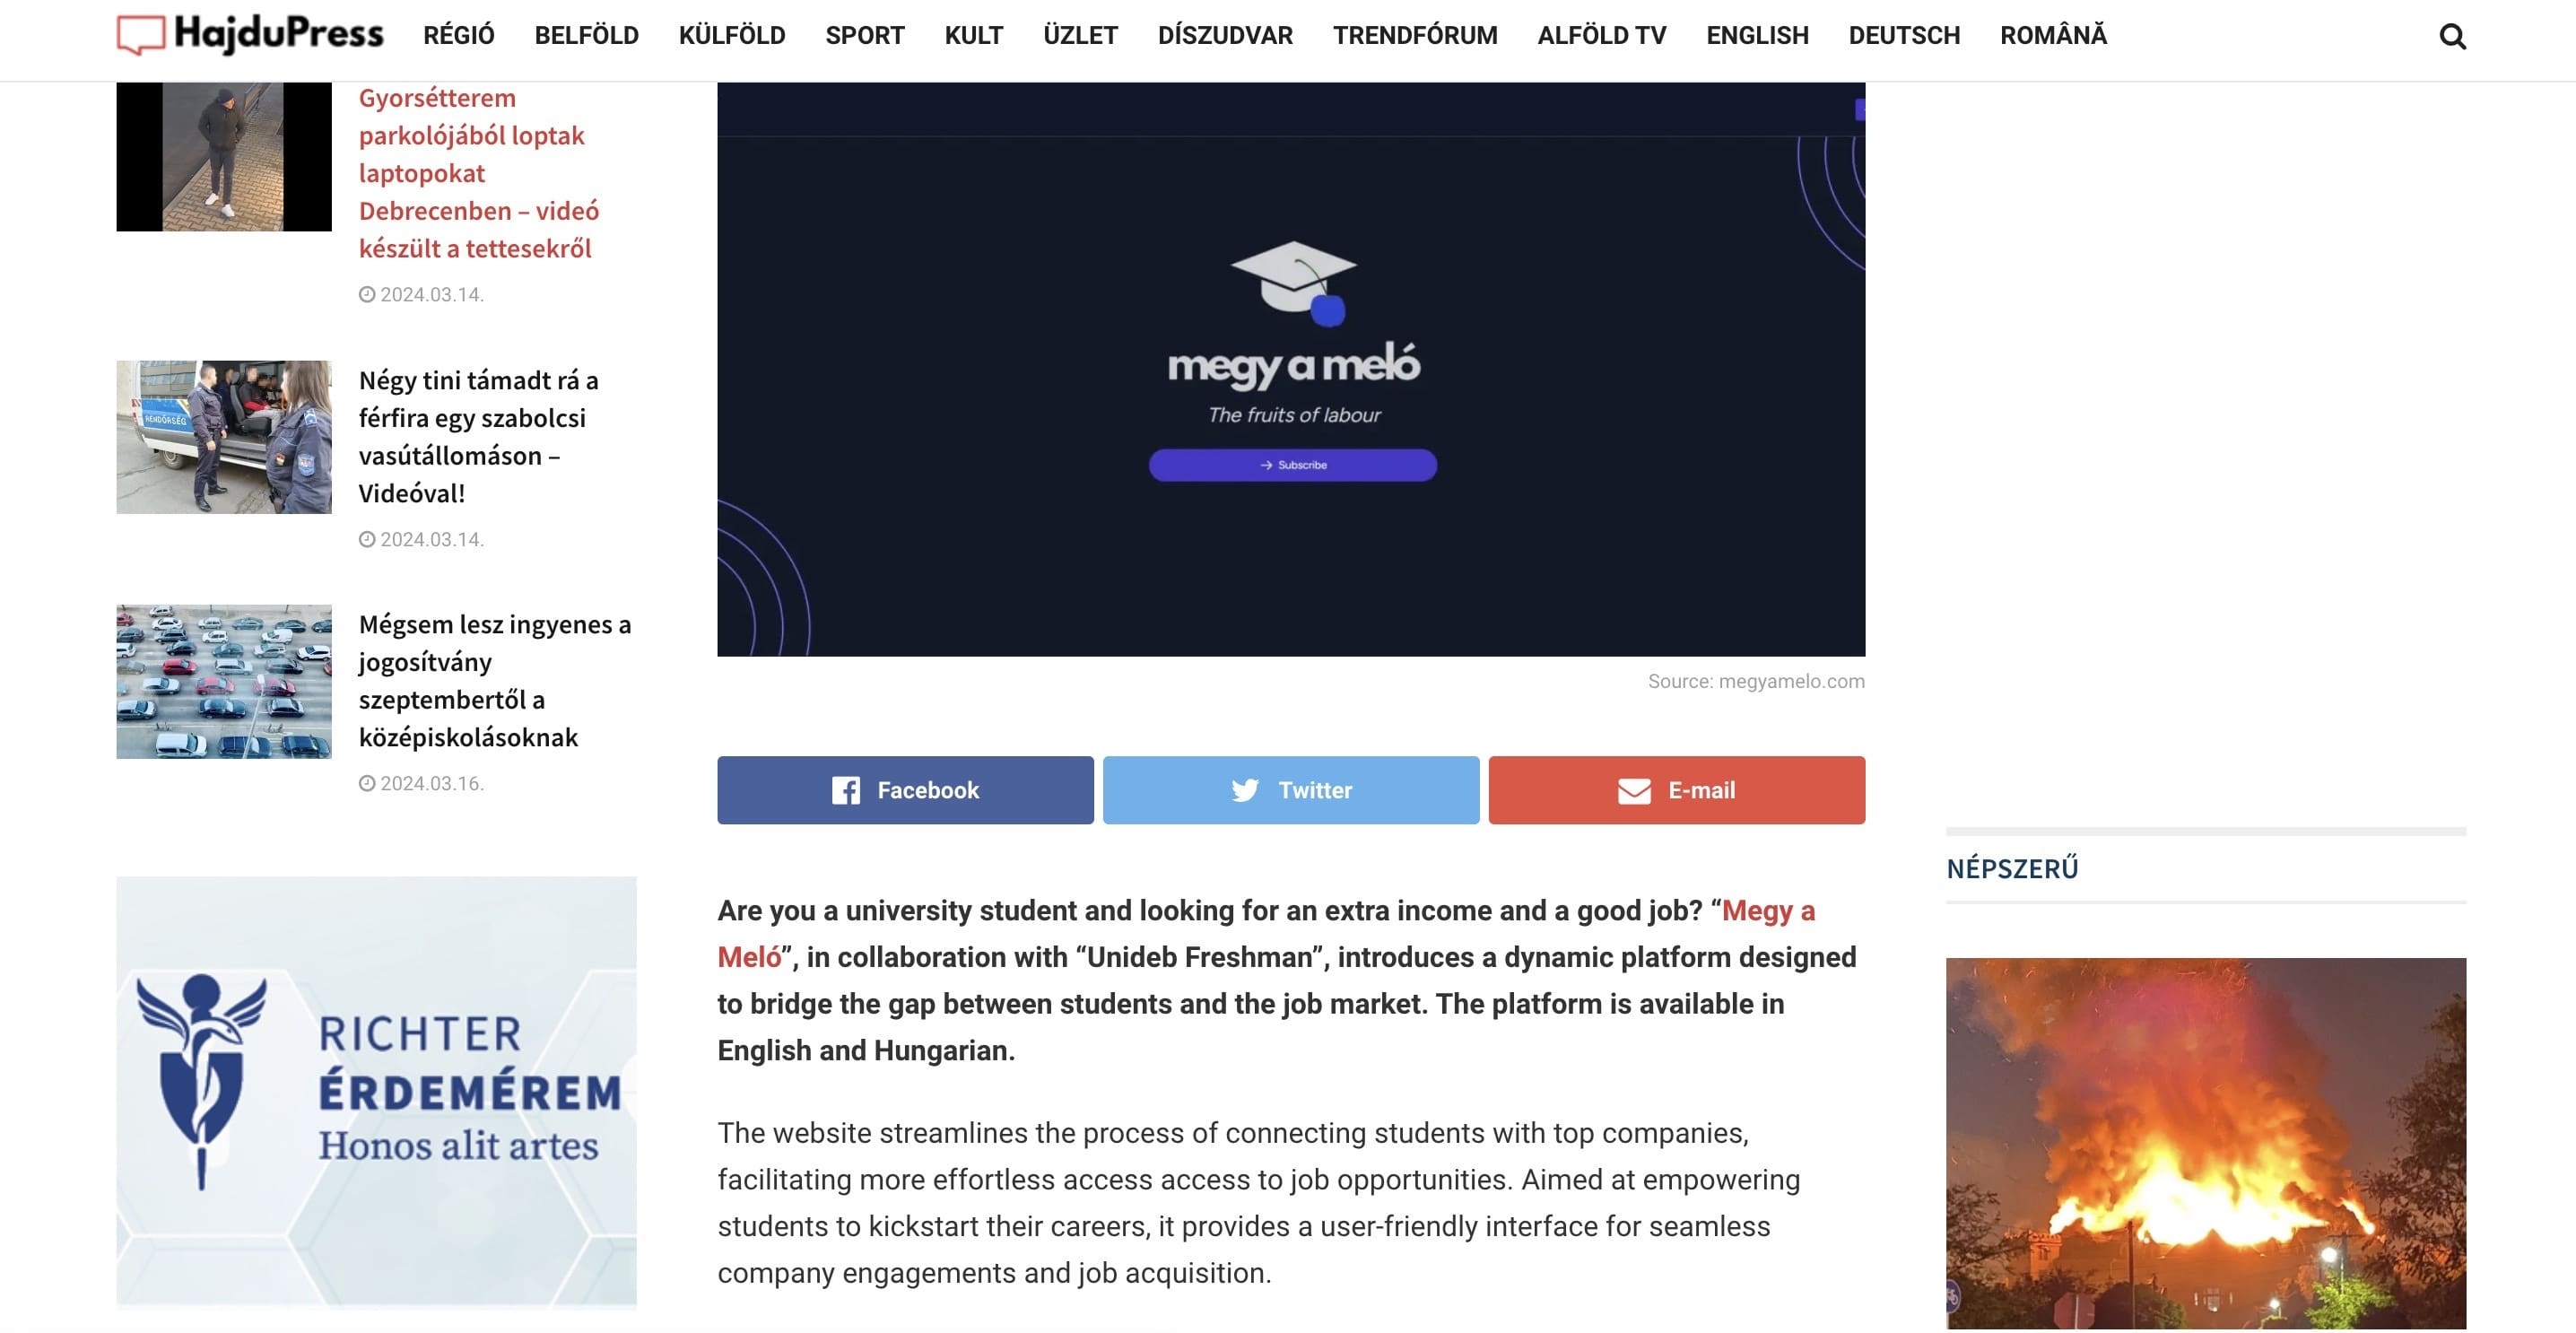 HajduPress
RÉGIÓ BELFÖLD KÜLFÖLD SPORT KULT ÜZLET DÍSZUDVAR TRENDFÓRUM ALFÖLD TV ENGLISH DEUTSCH ROMÂNĂ
Gyorsétterem
parkolójából loptak
laptopokat
Debrecenben – videó
készült a tettesekről
2024.03.14.
RENDŐRSÉG
Négy tini támadt rá a
férfira egy szabolcsi
vasútállomáson –
Videóval!
2024.03.14.
Mégsem lesz ingyenes a
jogosítvány
szeptembertől a
középiskolásoknak
2024.03.16.
RICHTER
ÉRDEMÉREM
Honos alit artes
megy a meló
The fruits of labour
→ Subscribe
Source: megyamelo.com
Facebook
Twitter
E-mail
Are you a university student and looking for an extra income and a good job? “Megy a
Meló”, in collaboration with “Unideb Freshman”, introduces a dynamic platform designed
to bridge the gap between students and the job market. The platform is available in
English and Hungarian.
The website streamlines the process of connecting students with top companies,
facilitating more effortless access access to job opportunities. Aimed at empowering
students to kickstart their careers, it provides a user-friendly interface for seamless
company engagements and job acquisition.
NÉPSZERŰ